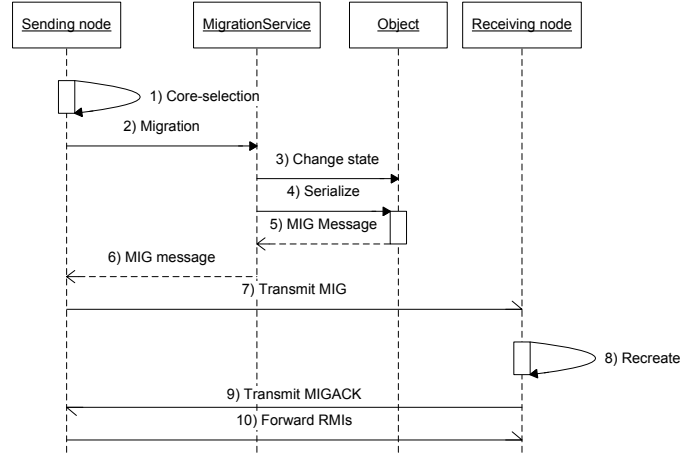 Sending node
MigrationService
Object
Receiving node
1) Core-selection
2) Migration
3) Change state
4) Serialize
5) MIG Message
6) MIG message
7) Transmit MIG
8) Recreate
9) Transmit MIGACK
10) Forward RMIs